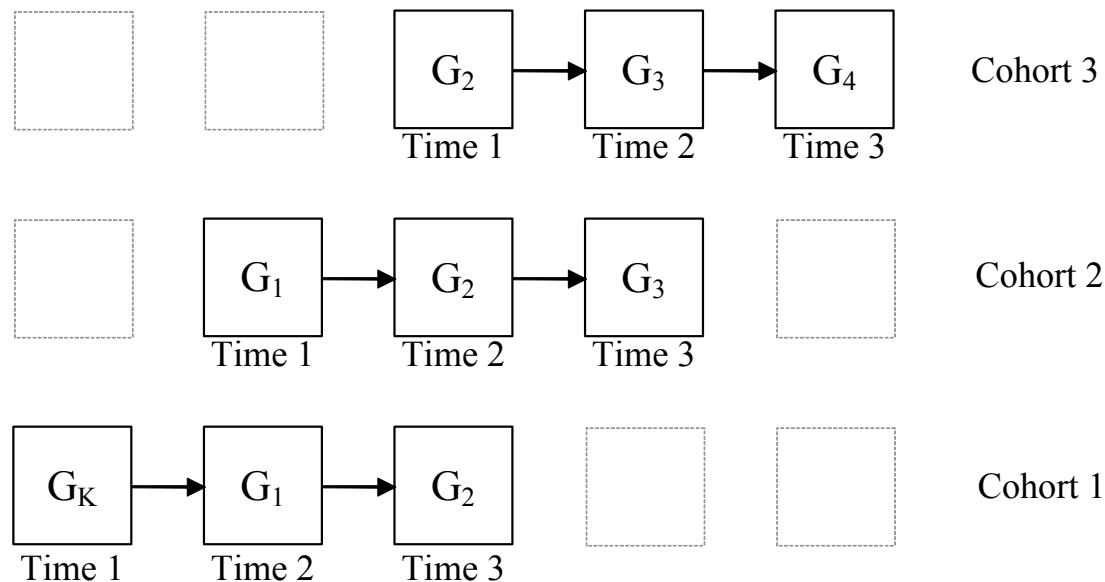 G₂ G₃ G₄ Cohort 3
Time 1 Time 2 Time 3
G₁ G₂ G₃ Cohort 2
Time 1 Time 2 Time 3
G_K G₁ G₂ Cohort 1
Time 1 Time 2 Time 3